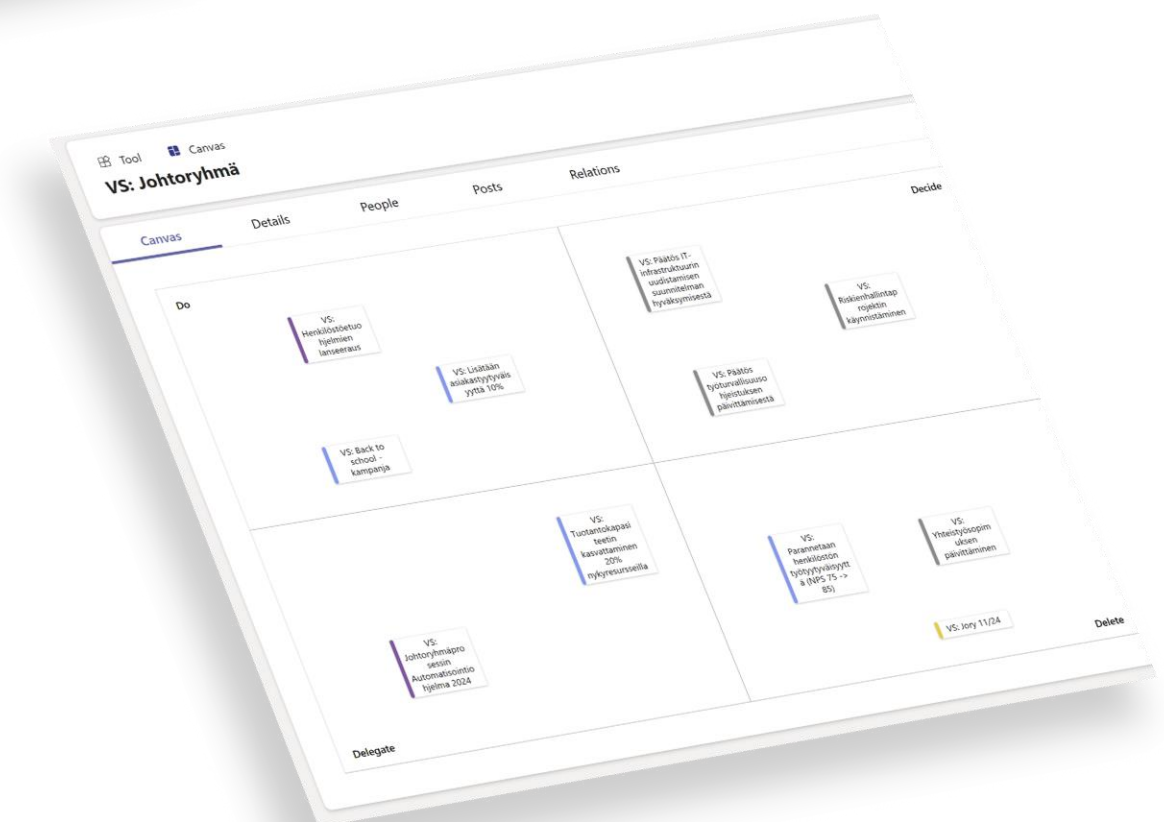 Tool
Canvas
VS: Johtoryhmä
Canvas
Details
People
Posts
Relations
Do
VS:
Henkilöstöetuo
hjelmien
lanseeraus
VS: Lisätään
asiakastyytyväis
yyttä 10%
VS: Back to
school -
kampanja
Decide
VS: Päätös IT-
infrastruktuurin
uudistamisen
suunnitelman
hyväksymisestä
VS:
Riskienhallintap
rojektin
käynnistäminen
VS: Päätös
työturvallisuuso
hjeistuksen
päivittämisestä
VS:
Tuotantokapasi
teetin
kasvattaminen
20%
nykyresursseilla
VS:
Johtoryhmäpro
sessin
Automatisointio
hjelma 2024
Delegate
VS:
Parannetaan
henkilöstön
työtyytyväisyytt
ä (NPS 75 ->
85)
VS:
Yhteistyösopim
uksen
päivittäminen
VS: Jory 11/24
Delete